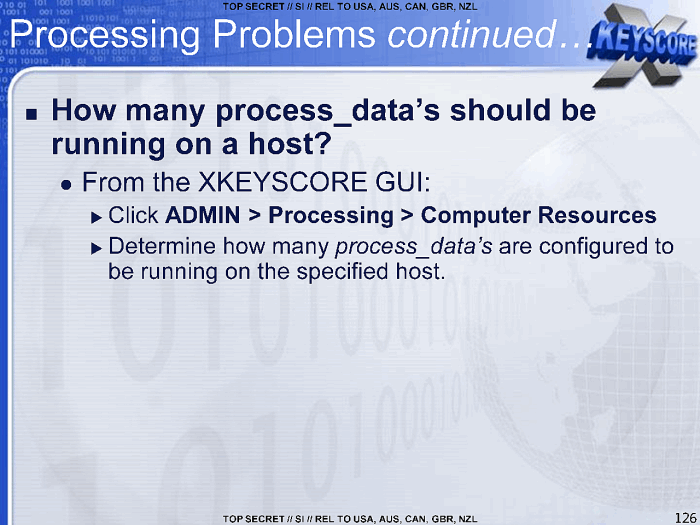 TOP SECRET // SI // REL TO USA, AUS, CAN, GBR, NZL
Processing Problems continued…
XKEYSCORE
How many process_data’s should be
running on a host?
From the XKEYSCORE GUI:
Click ADMIN > Processing > Computer Resources
Determine how many process_data’s are configured to
be running on the specified host.
TOP SECRET // SI // REL TO USA, AUS, CAN, GBR, NZL
126